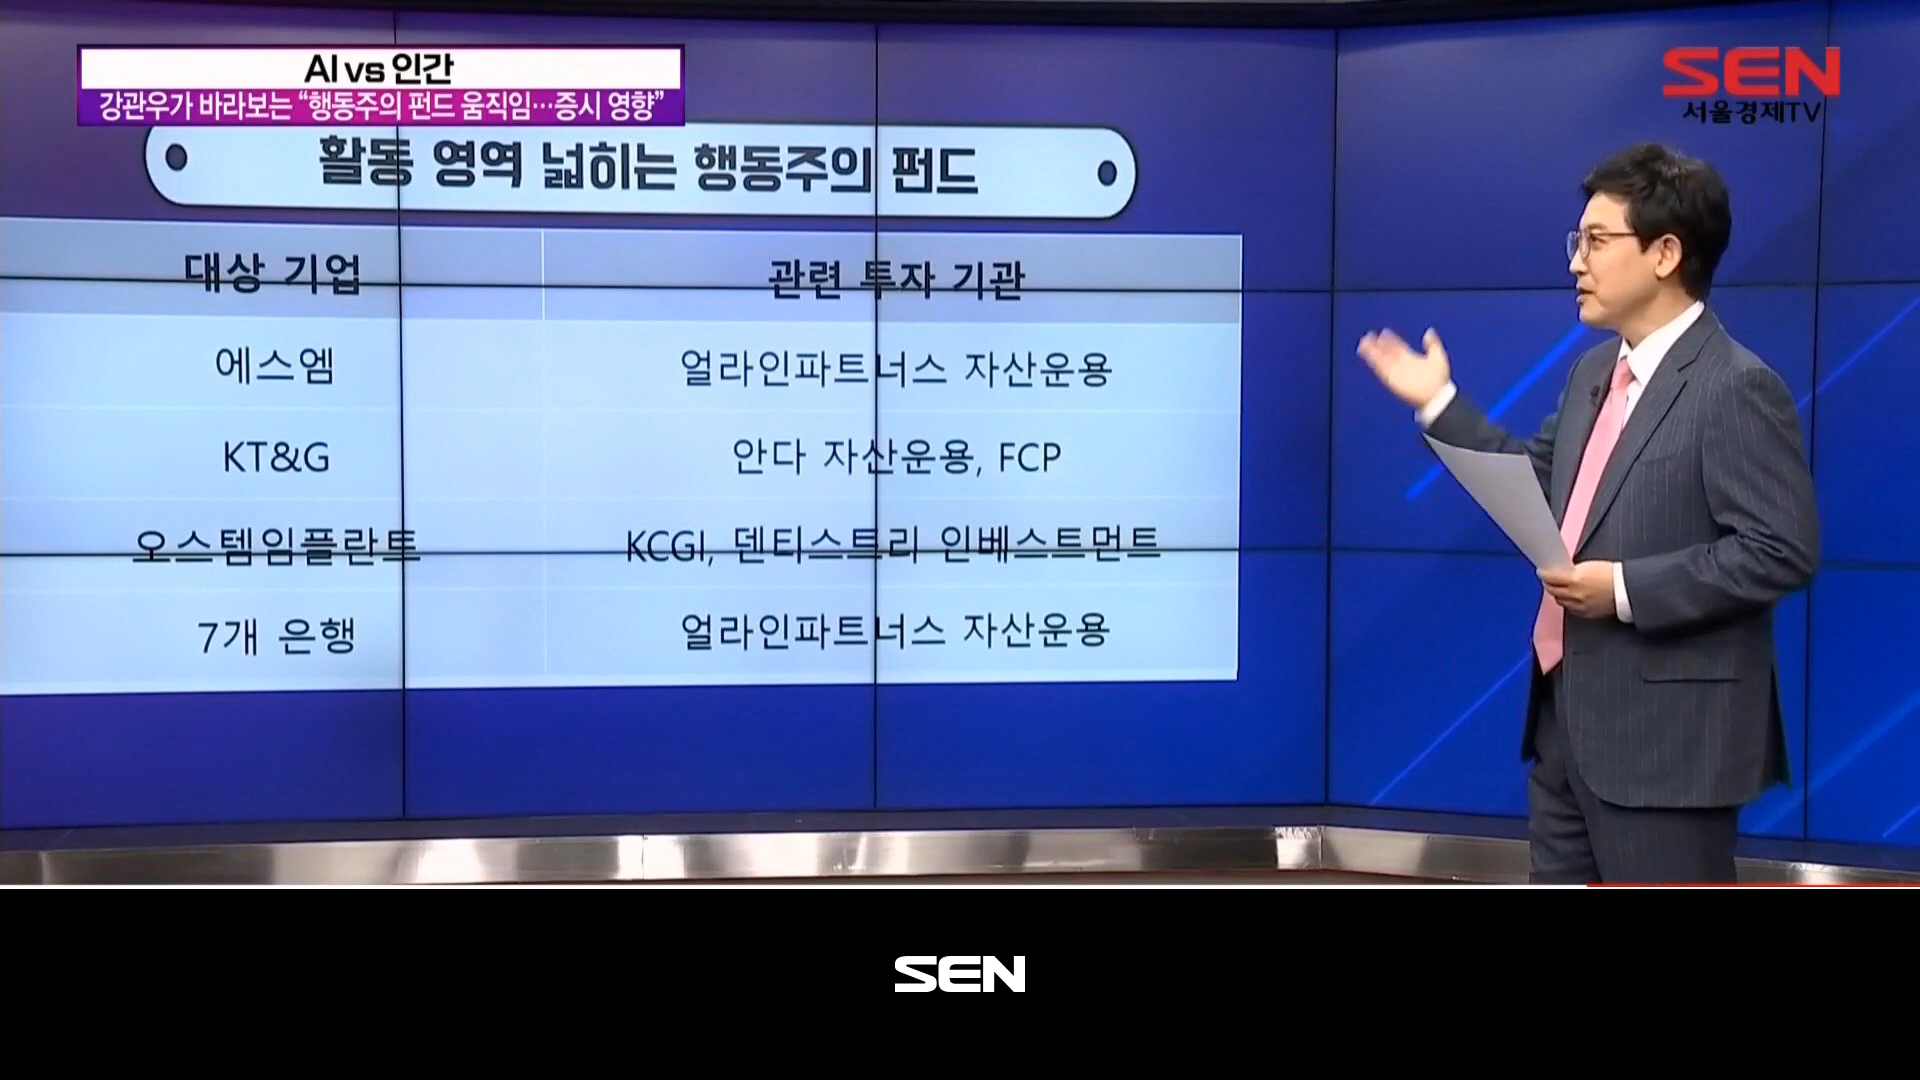 AI vs 인간
강관우가 바라보는 “행동주의 펀드 움직임…증시 영향”
SEN
서울경제TV
활동 영역 넓히는 행동주의 펀드
대상 기업 관련 투자 기관
에스엠 얼라인파트너스 자산운용
KT&G 안다 자산운용, FCP
오스템임플란트 KCGI, 덴티스트리 인베스트먼트
7개 은행 얼라인파트너스 자산운용
SEN